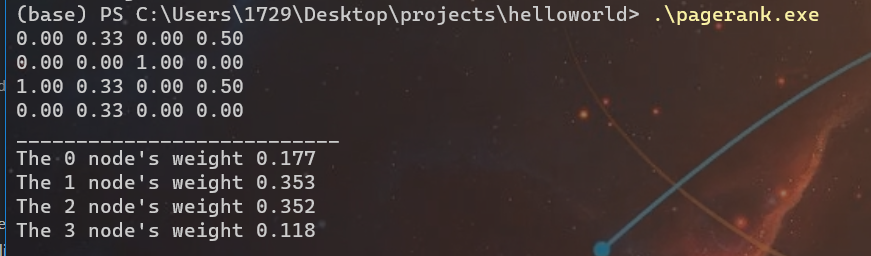 (base) PS C:\Users\1729\Desktop\projects\helloworld> .\pagerank.exe
0.00 0.33 0.00 0.50
0.00 0.00 1.00 0.00
1.00 0.33 0.00 0.50
0.00 0.33 0.00 0.00
___________________________
The 0 node's weight 0.177
The 1 node's weight 0.353
The 2 node's weight 0.352
The 3 node's weight 0.118